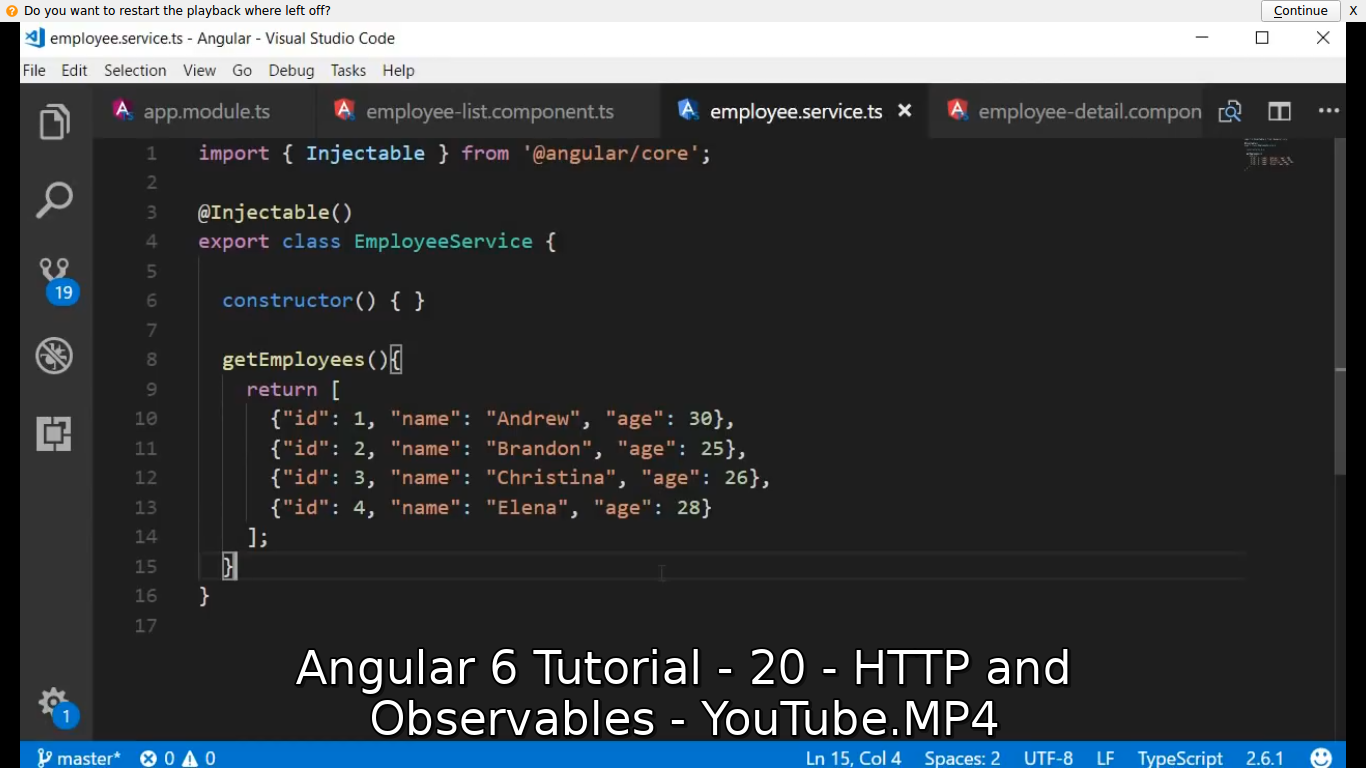 Do you want to restart the playback where left off? Continue X
employee.service.ts - Angular - Visual Studio Code
File Edit Selection View Go Debug Tasks Help
app.module.ts employee-list.component.ts employee.service.ts employee-detail.compon
1 import { Injectable } from '@angular/core';
2
3 @Injectable()
4 export class EmployeeService {
5
6 constructor() { }
7
8 getEmployees(){
9 return [
10 {"id": 1, "name": "Andrew", "age": 30},
11 {"id": 2, "name": "Brandon", "age": 25},
12 {"id": 3, "name": "Christina", "age": 26},
13 {"id": 4, "name": "Elena", "age": 28}
14 ];
15 }
16 }
17
19
1
Angular 6 Tutorial - 20 - HTTP and
Observables - YouTube.MP4
master* 0 0 Ln 15, Col 4 Spaces: 2 UTF-8 LF TypeScript 2.6.1